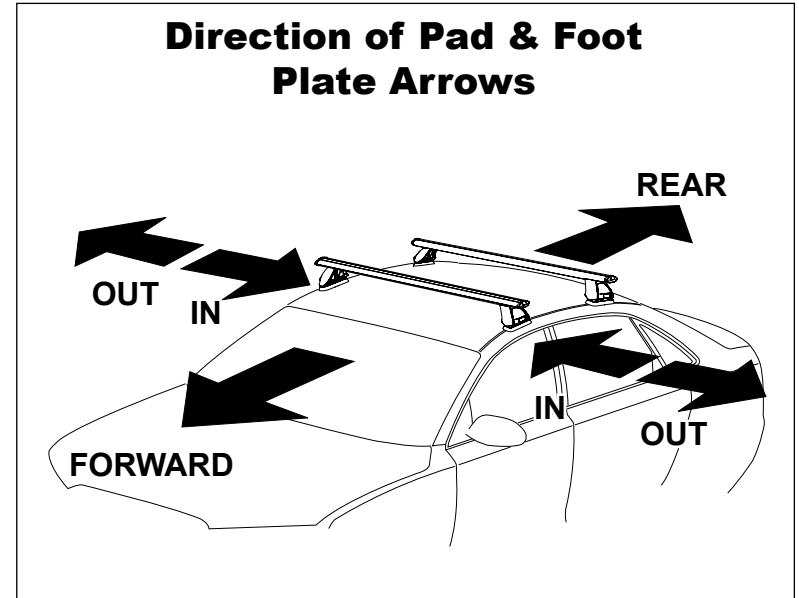 Direction of Pad & Foot
Plate Arrows
REAR
OUT
IN
IN
OUT
FORWARD